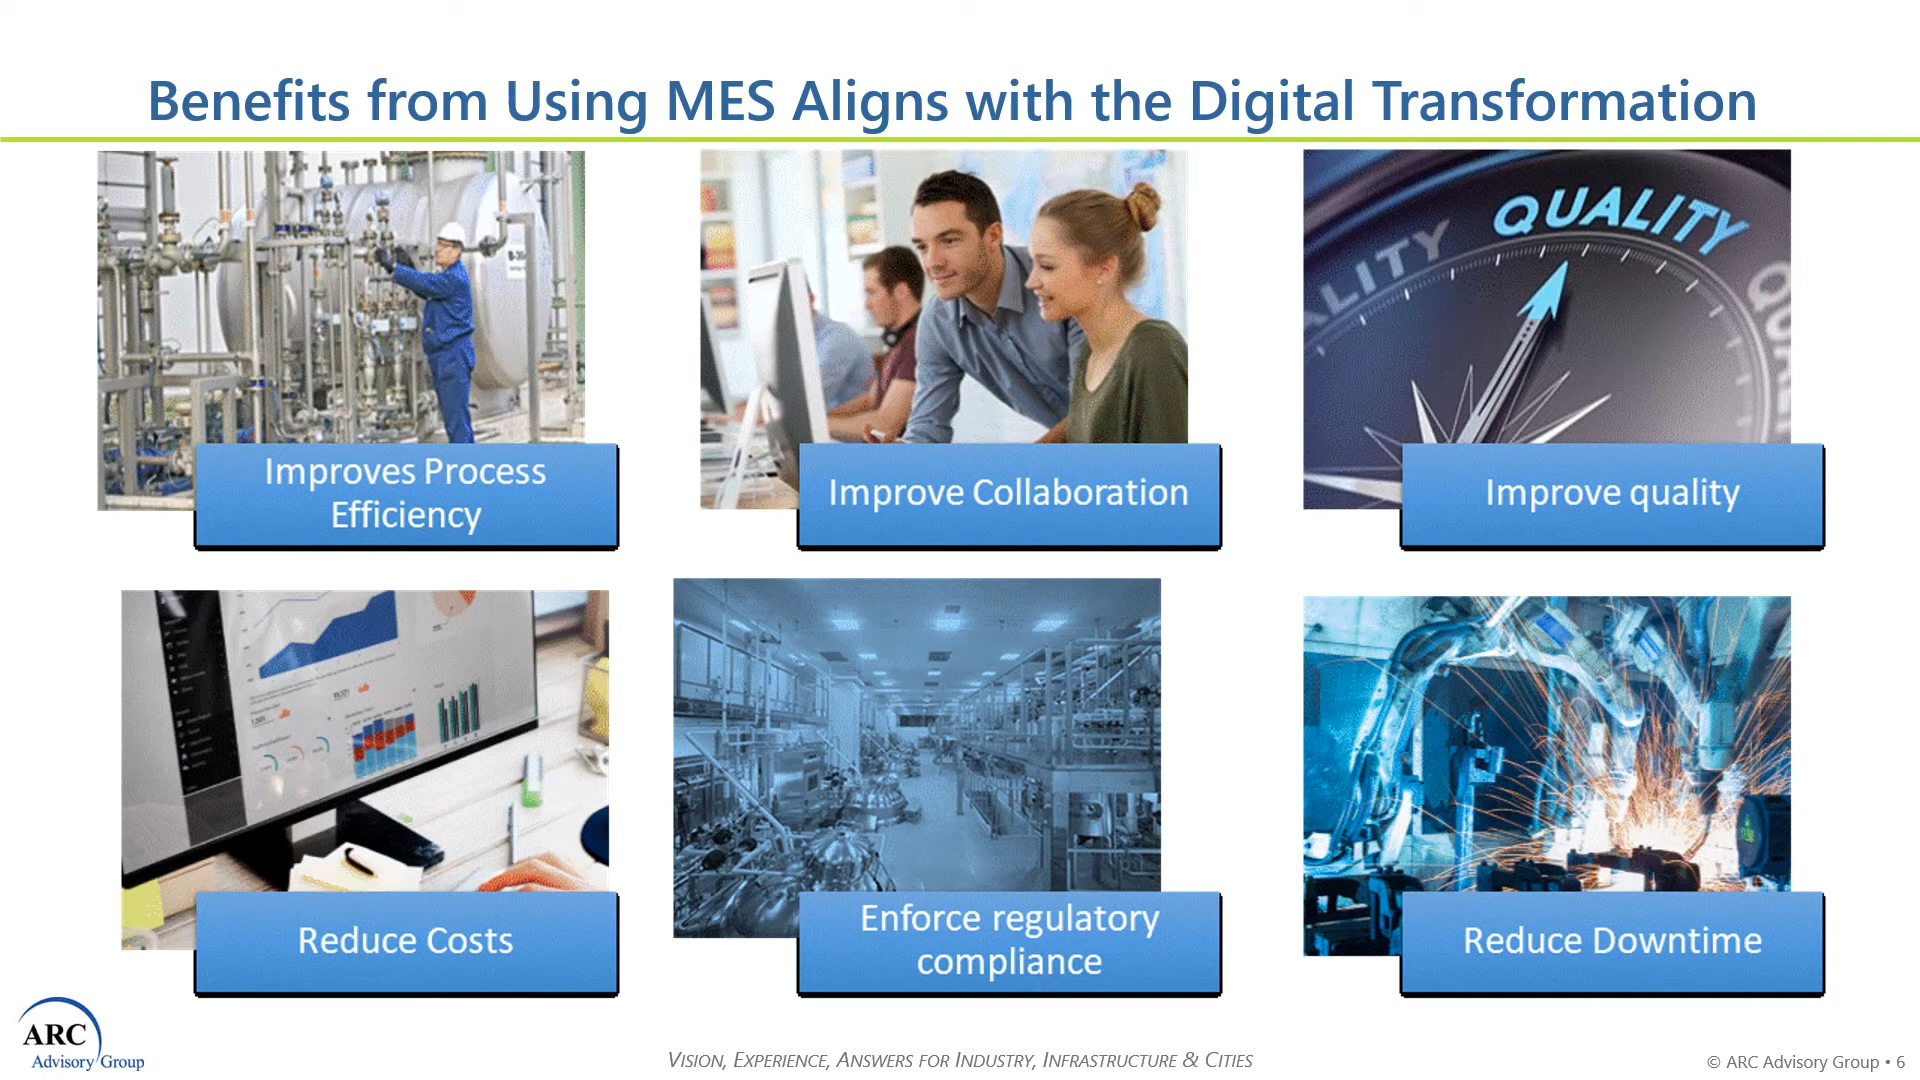 Benefits from Using MES Aligns with the Digital Transformation
QUALITY
ALITY
Improves Process
Efficiency
Improve Collaboration
Improve quality
Reduce Costs
Enforce regulatory
compliance
Reduce Downtime
ARC
Advisory Group
VISION, EXPERIENCE, ANSWERS FOR INDUSTRY, INFRASTRUCTURE & CITIES
© ARC Advisory Group • 6